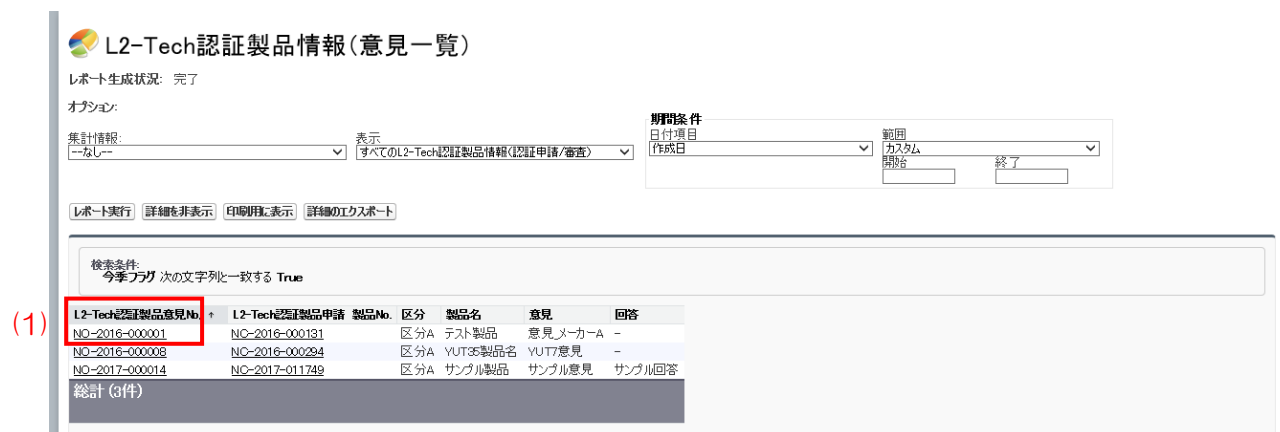 L2-Tech認証製品情報(意見一覧)
レポート生成状況: 完了
オプション:
集計情報:
--なし--
表示
すべてのL2-Tech認証製品情報(認証申請/審査)
期間条件
日付項目
作成日
範囲
カスタム
開始 終了
レポート実行 詳細を非表示 印刷用に表示 詳細のエクスポート
検索条件:
今季フラグ 次の文字列と一致する True
(1)
L2-Tech認証製品意見No. ↑ L2-Tech認証製品申請 製品No. 区分 製品名 意見 回答
NO-2016-000001 NC-2016-000131 区分A テスト製品 意見_メーカーA -
NO-2016-000008 NC-2016-000294 区分A YUT35製品名 YUT7意見 -
NO-2017-000014 NC-2017-011749 区分A サンプル製品 サンプル意見 サンプル回答
総計 (3件)